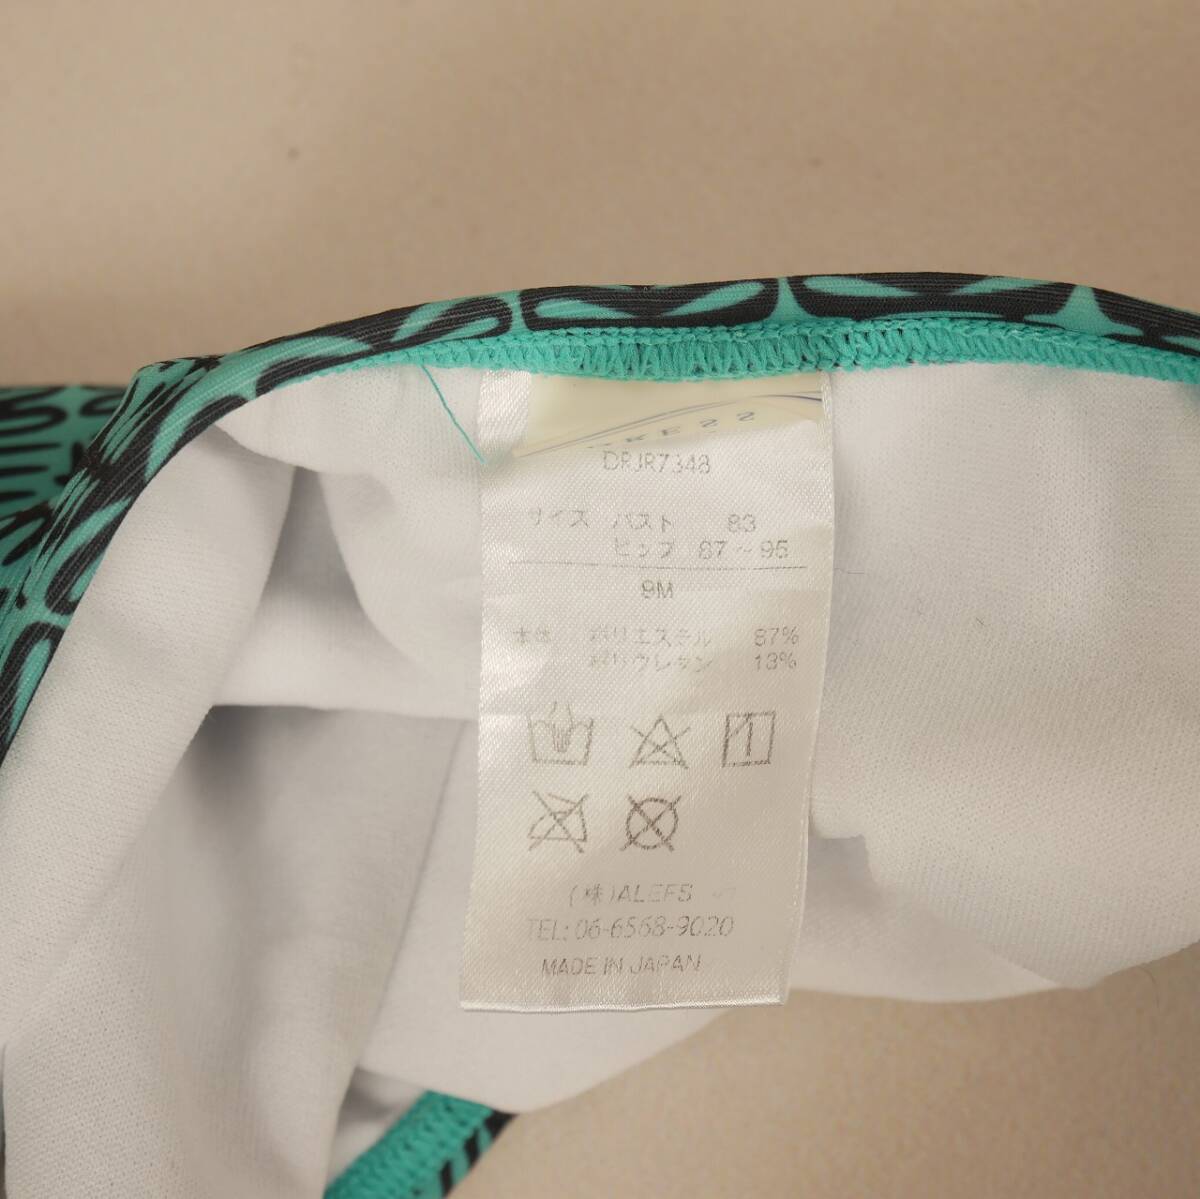 DRJR7348
サイズ バスト 83
ヒップ 87～95
9M
本体 ポリエステル 87%
ポリウレタン 13%
(株)ALEFS
TEL: 06-6568-9020
MADE IN JAPAN